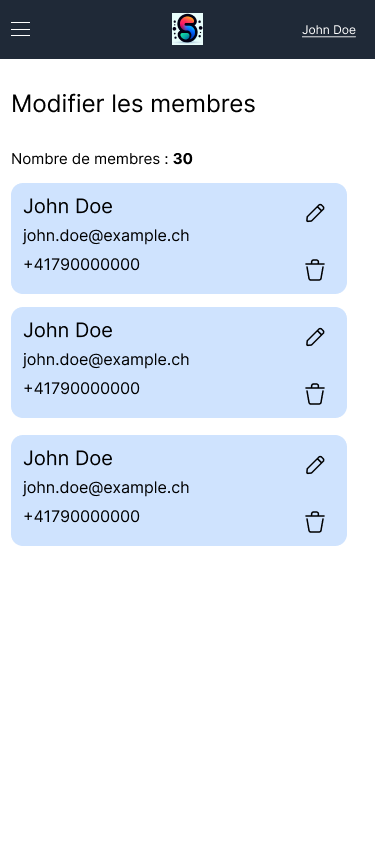 John Doe
Modifier les membres
Nombre de membres : 30
John Doe
john.doe@example.ch
+41790000000
John Doe
john.doe@example.ch
+41790000000
John Doe
john.doe@example.ch
+41790000000